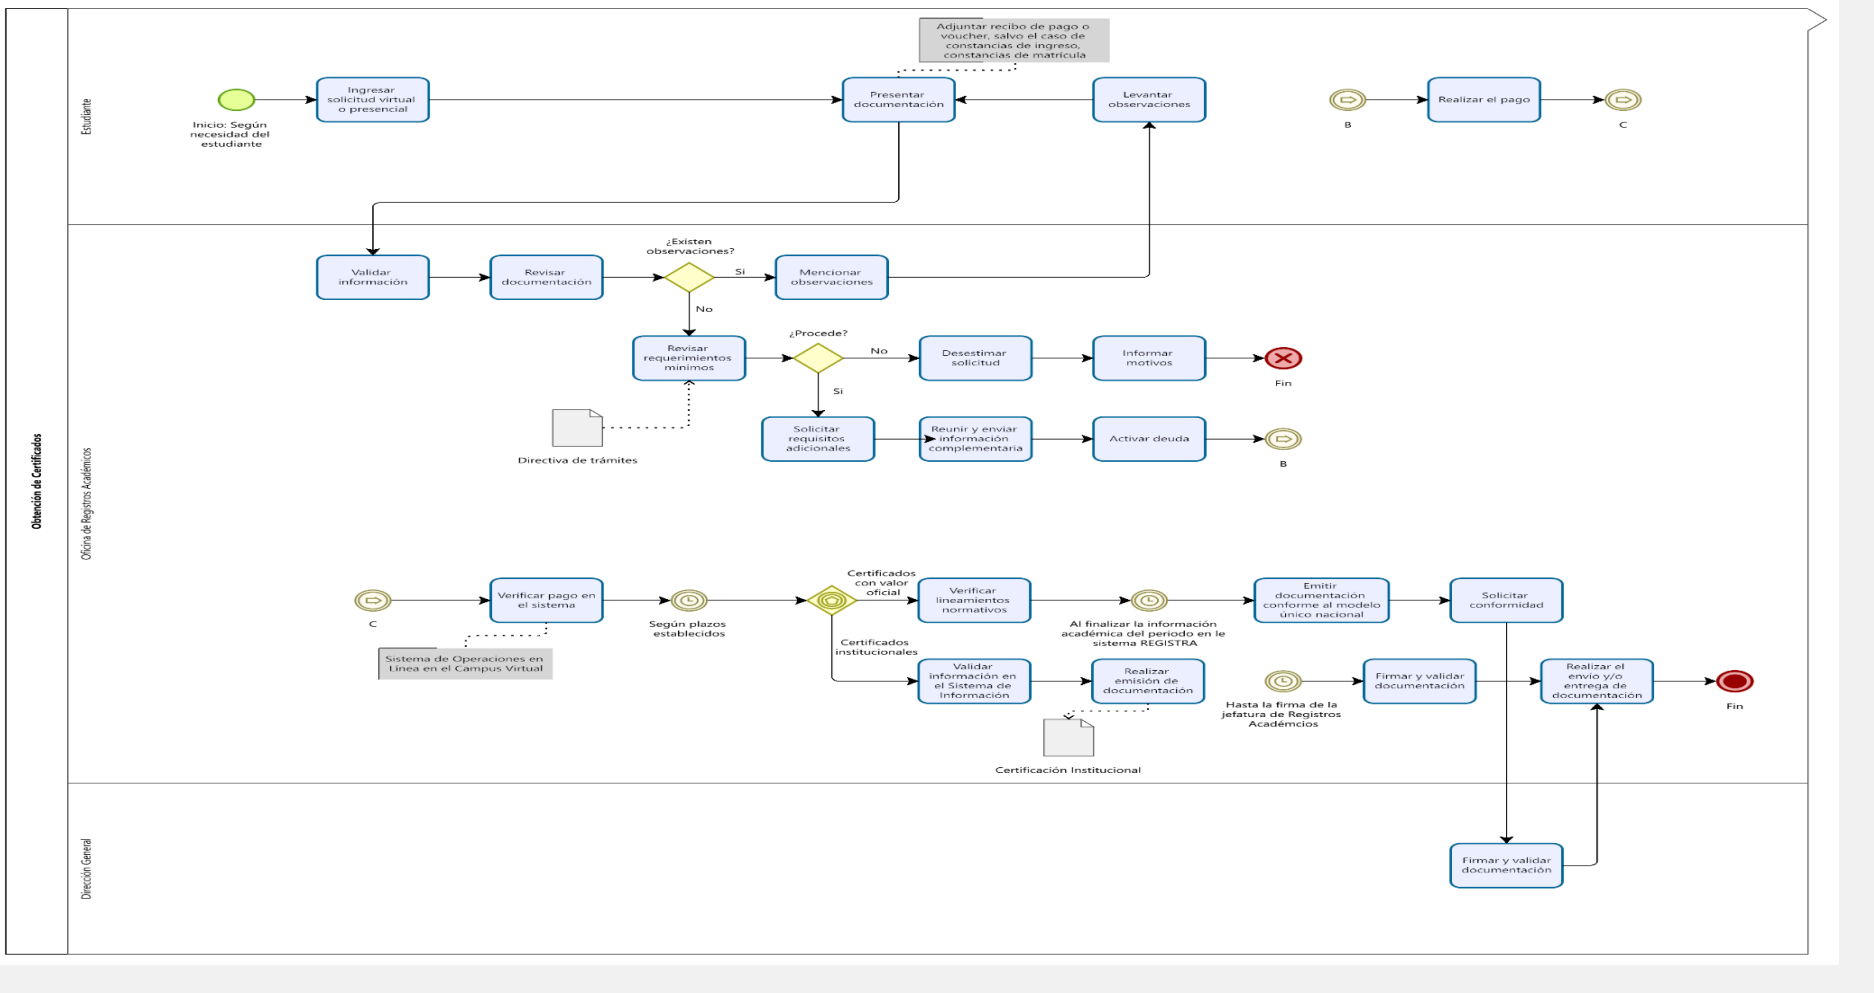 Obtención de Certificados
Estudiante
Adjuntar recibo de pago o
voucher, salvo el caso de
constancias de ingreso,
constancias de matrícula
Inicio: Según
necesidad del
estudiante
Ingresar
solicitud virtual
o presencial
Presentar
documentación
Levantar
observaciones
B
Realizar el pago
C
Oficina de Registros Académicos
Validar
información
Revisar
documentación
¿Existen
observaciones?
Si
Mencionar
observaciones
No
Revisar
requerimientos
mínimos
¿Procede?
No
Desestimar
solicitud
Informar
motivos
Fin
Si
Directiva de trámites
Solicitar
requisitos
adicionales
Reunir y enviar
información
complementaria
Activar deuda
B
C
Verificar pago en
el sistema
Sistema de Operaciones en
Línea en el Campus Virtual
Según plazos
establecidos
Certificados
con valor
oficial
Verificar
lineamientos
normativos
Al finalizar la información
académica del periodo en le
sistema REGISTRA
Emitir
documentación
conforme al modelo
único nacional
Solicitar
conformidad
Certificados
institucionales
Validar
información en
el Sistema de
Información
Realizar
emisión de
documentación
Certificación Institucional
Hasta la firma de la
jefatura de Registros
Académcios
Firmar y validar
documentación
Realizar el
envío y/o
entrega de
documentación
Fin
Dirección General
Firmar y validar
documentación